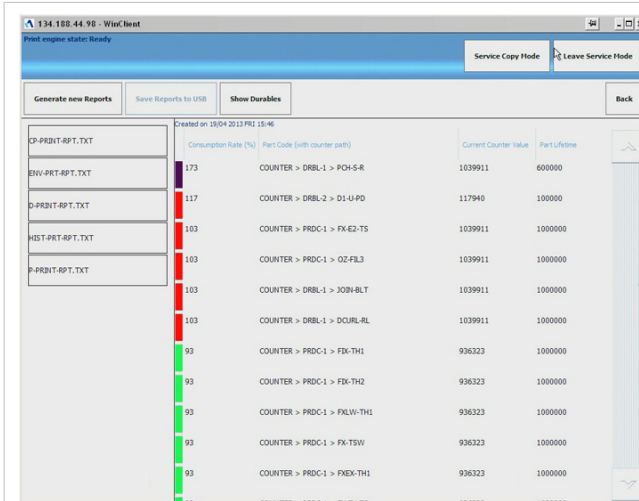 134.188.44.98 - WinClient
Print engine state: Ready
Service Copy Mode
Leave Service Mode
Generate new Reports
Save Reports to USB
Show Durables
Back
Created on 19/04 2013 FRI 15:46
Consumption Rate (%) Part Code (with counter path) Current Counter Value Part Lifetime
CP-PRINT-RPT.TXT
ENV-PRT-RPT.TXT
D-PRINT-RPT.TXT
HIST-PRT-RPT.TXT
P-PRINT-RPT.TXT
173 COUNTER > DRBL-1 > PCH-S-R 1039911 600000
117 COUNTER > DRBL-2 > D1-U-PD 117940 100000
103 COUNTER > PRDC-1 > FX-E2-TS 1039911 1000000
103 COUNTER > PRDC-1 > OZ-FIL3 1039911 1000000
103 COUNTER > DRBL-1 > JOIN-BLT 1039911 1000000
103 COUNTER > DRBL-1 > DCURL-RL 1039911 1000000
93 COUNTER > PRDC-1 > FIX-TH1 936323 1000000
93 COUNTER > PRDC-1 > FIX-TH2 936323 1000000
93 COUNTER > PRDC-1 > FXLW-TH1 936323 1000000
93 COUNTER > PRDC-1 > FX-TSW 936323 1000000
93 COUNTER > PRDC-1 > FXEX-TH1 936323 1000000